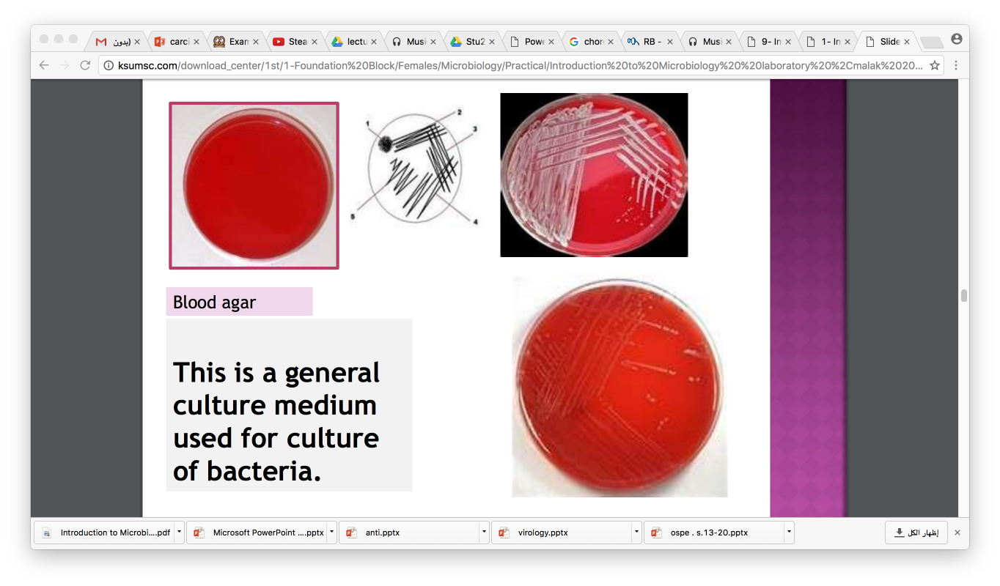 (بدون
carci
Exam
Stea
lectu
Musi
Stu2
Powe
chor
RB -
Musi
9- In
1- In
Slide
ksumsc.com/download_center/1st/1-Foundation%20Block/Females/Microbiology/Practical/Introduction%20to%20Microbiology%20%20laboratory%20%2Cmalak%2020...
1
2
3
4
5
Blood agar
This is a general
culture medium
used for culture
of bacteria.
Introduction to Microbi....pdf
Microsoft PowerPoint ....pptx
anti.pptx
virology.pptx
ospe . s.13-20.pptx
إظهار الكل